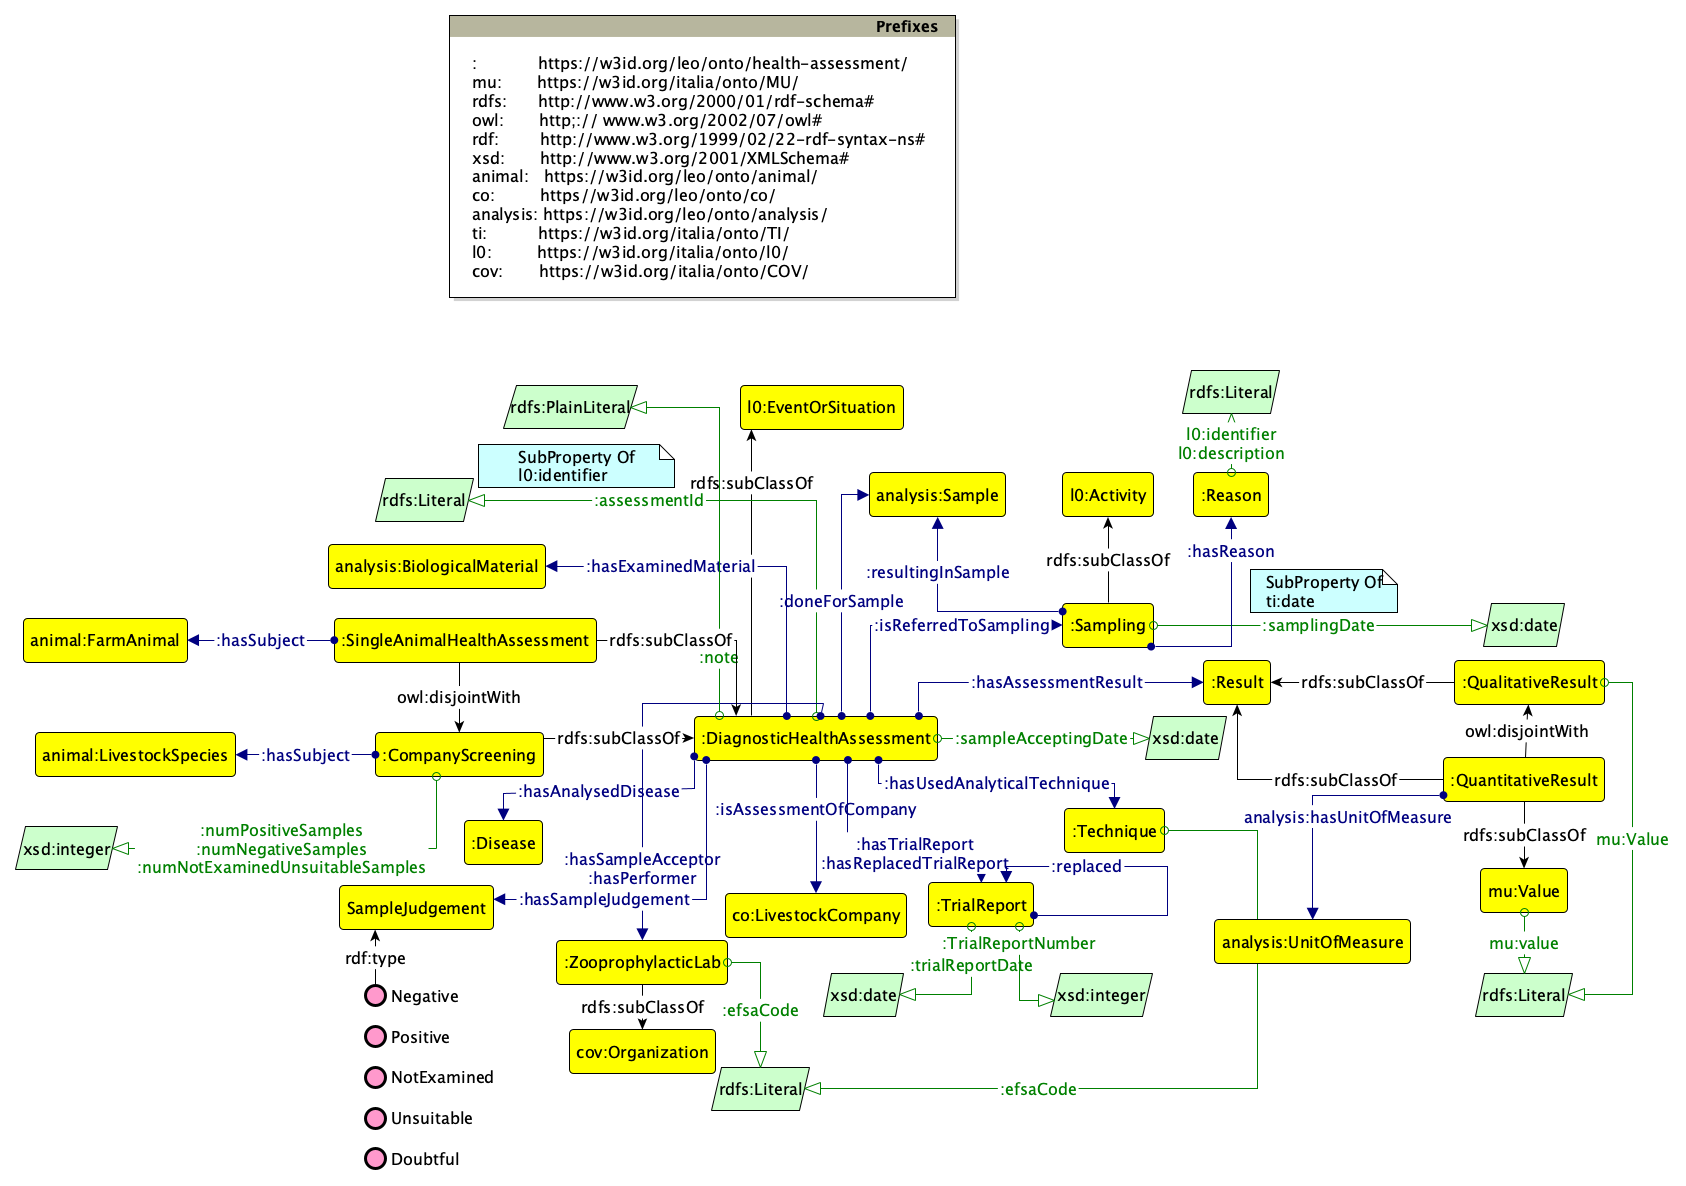 Prefixes
: https://w3id.org/leo/onto/health-assessment/
mu: https://w3id.org/italia/onto/MU/
rdfs: http://www.w3.org/2000/01/rdf-schema#
owl: http;:// www.w3.org/2002/07/owl#
rdf: http://www.w3.org/1999/02/22-rdf-syntax-ns#
xsd: http://www.w3.org/2001/XMLSchema#
animal: https://w3id.org/leo/onto/animal/
co: https//w3id.org/leo/onto/co/
analysis: https://w3id.org/leo/onto/analysis/
ti: https://w3id.org/italia/onto/TI/
l0: https://w3id.org/italia/onto/l0/
cov: https://w3id.org/italia/onto/COV/
rdfs:Literal
rdfs:PlainLiteral
l0:EventOrSituation
l0:identifier
l0:description
SubProperty Of
l0:identifier
rdfs:subClassOf
rdfs:Literal
:assessmentId
analysis:Sample
l0:Activity
:Reason
:hasReason
rdfs:subClassOf
analysis:BiologicalMaterial
:hasExaminedMaterial
:resultingInSample
SubProperty Of
ti:date
:doneForSample
animal:FarmAnimal
:hasSubject
:SingleAnimalHealthAssessment
rdfs:subClassOf
:note
:isReferredToSampling
:Sampling
:samplingDate
xsd:date
owl:disjointWith
:hasAssessmentResult
:Result
rdfs:subClassOf
:QualitativeResult
animal:LivestockSpecies
:hasSubject
:CompanyScreening
rdfs:subClassOf
:DiagnosticHealthAssessment
:sampleAcceptingDate
xsd:date
owl:disjointWith
rdfs:subClassOf
:QuantitativeResult
:hasAnalysedDisease
:hasUsedAnalyticalTechnique
:isAssessmentOfCompany
analysis:hasUnitOfMeasure
xsd:integer
:numPositiveSamples
:numNegativeSamples
:numNotExaminedUnsuitableSamples
:Disease
:Technique
rdfs:subClassOf
mu:Value
:hasTrialReport
:hasReplacedTrialReport
:replaced
:hasSampleAcceptor
:hasPerformer
:hasSampleJudgement
SampleJudgement
co:LivestockCompany
:TrialReport
mu:Value
analysis:UnitOfMeasure
mu:value
:TrialReportNumber
:trialReportDate
rdf:type
:ZooprophylacticLab
xsd:date
xsd:integer
rdfs:Literal
Negative
rdfs:subClassOf
:efsaCode
Positive
cov:Organization
NotExamined
rdfs:Literal
:efsaCode
Unsuitable
Doubtful